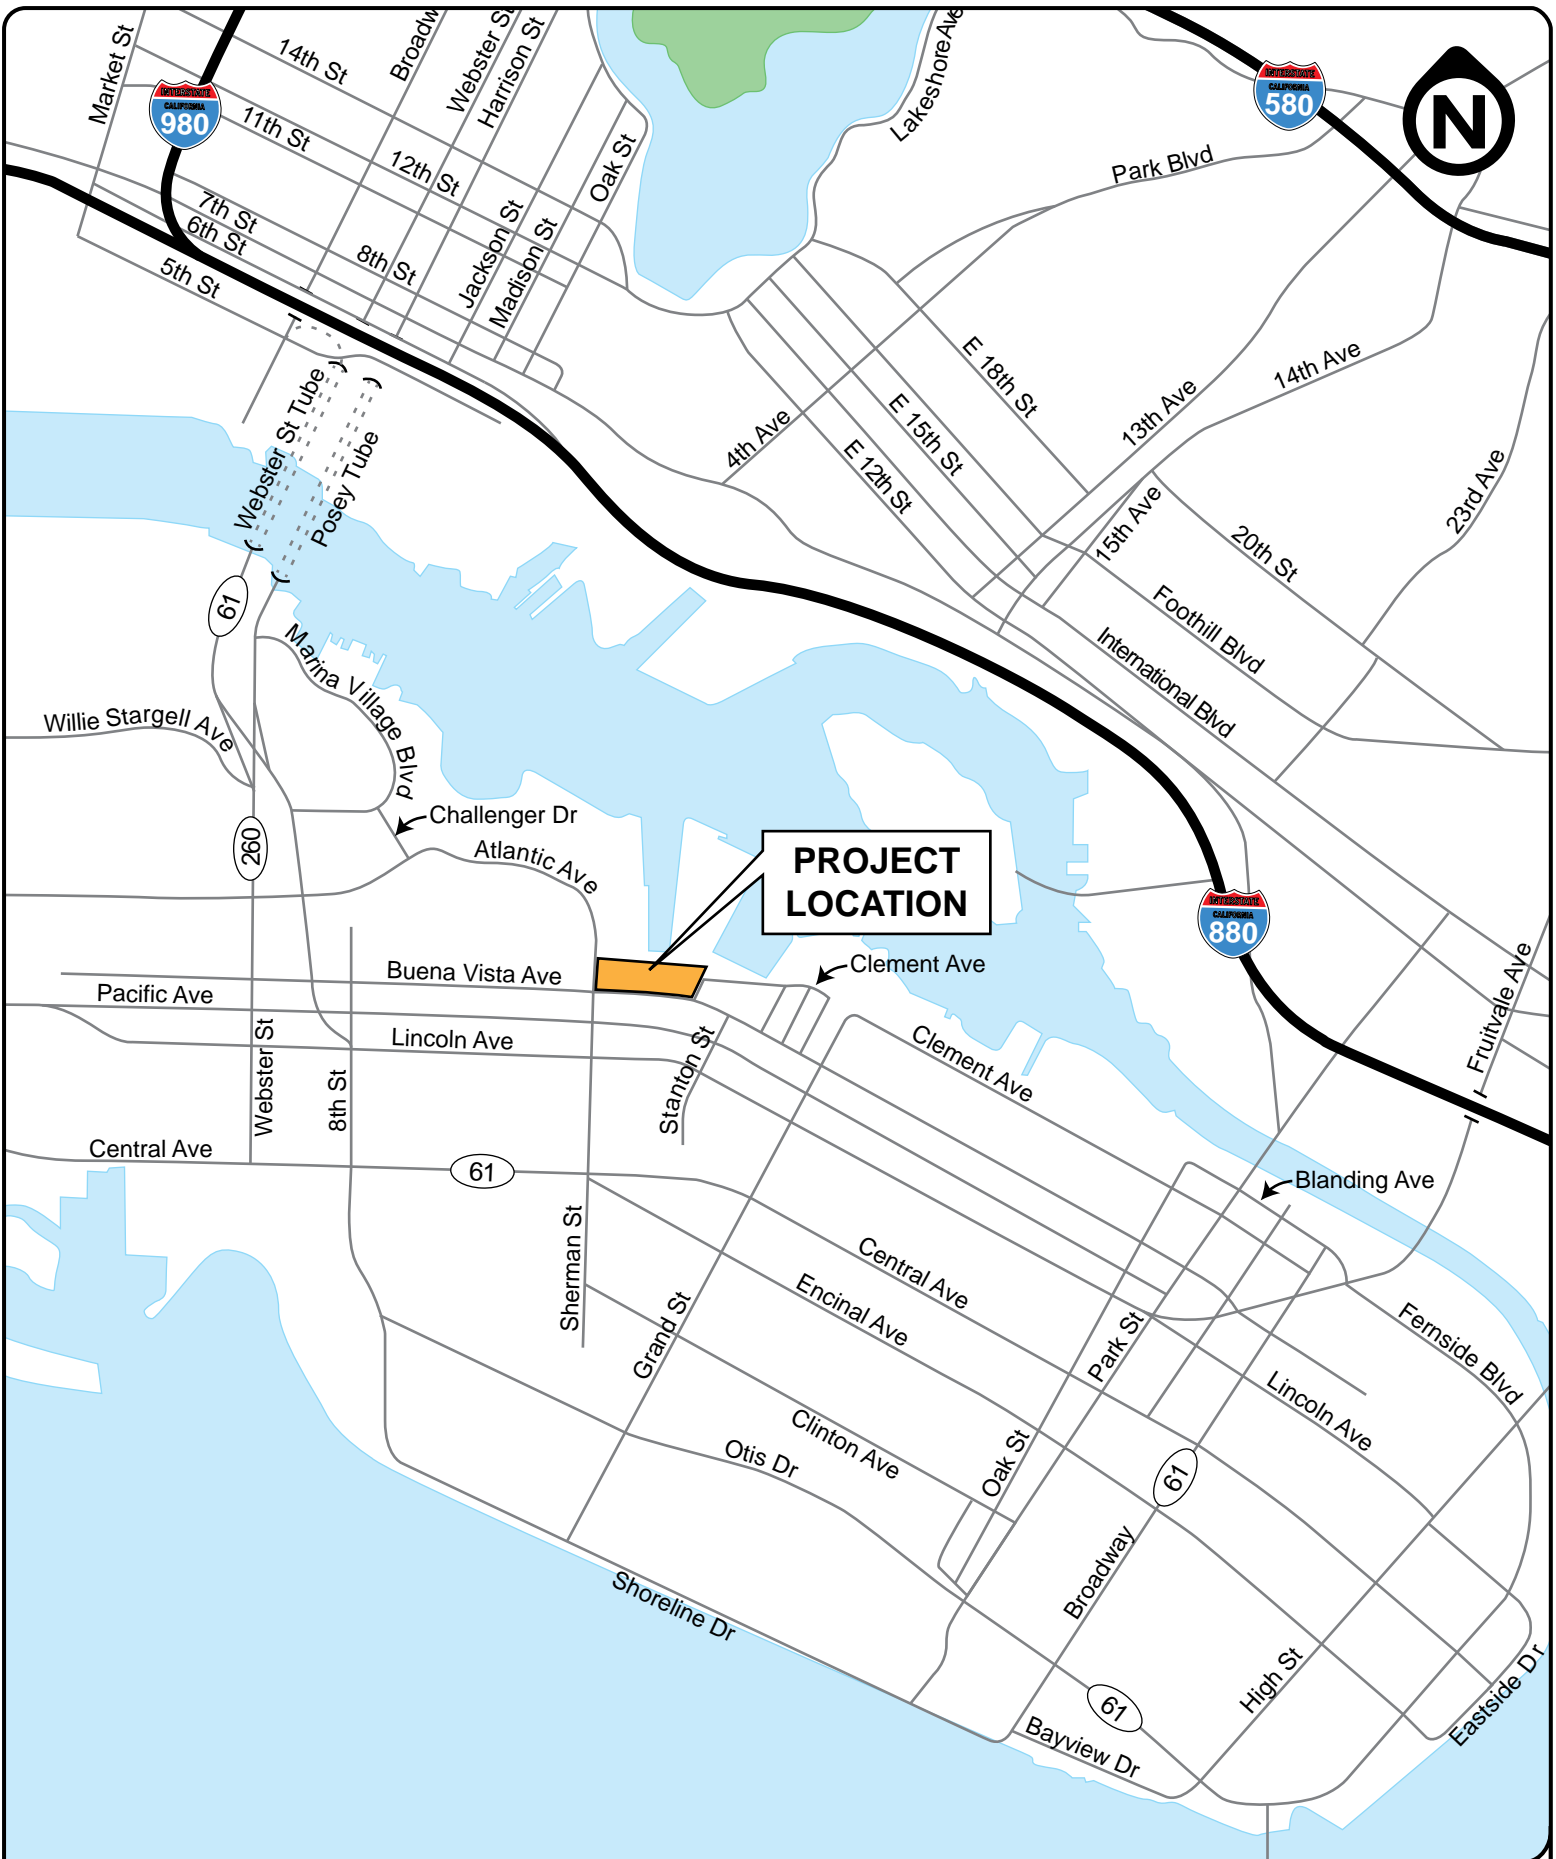 Market St
INTERSTATE
CALIFORNIA
980
14th St
Broadw
Webster St
Harrison St
Lakeshore Ave
INTERSTATE
CALIFORNIA
580
N
11th St
12th St
Oak St
Park Blvd
7th St
6th St
5th St
8th St
Jackson St
Madison St
E 18th St
14th Ave
13th Ave
4th Ave
E 15th St
E 12th St
23rd Ave
Webster St Tube
Posey Tube
15th Ave
20th St
61
Foothill Blvd
International Blvd
Marina Village Blvd
Willie Stargell Ave
Challenger Dr
260
Atlantic Ave
PROJECT
LOCATION
INTERSTATE
CALIFORNIA
880
Clement Ave
Buena Vista Ave
Pacific Ave
Fruitvale Ave
Lincoln Ave
Clement Ave
Webster St
8th St
Stanton St
Central Ave
61
Blanding Ave
Sherman St
Central Ave
Encinal Ave
Grand St
Park St
Fernside Blvd
Lincoln Ave
Clinton Ave
Otis Dr
Oak St
61
Broadway
Shoreline Dr
High St
Eastside Dr
61
Bayview Dr